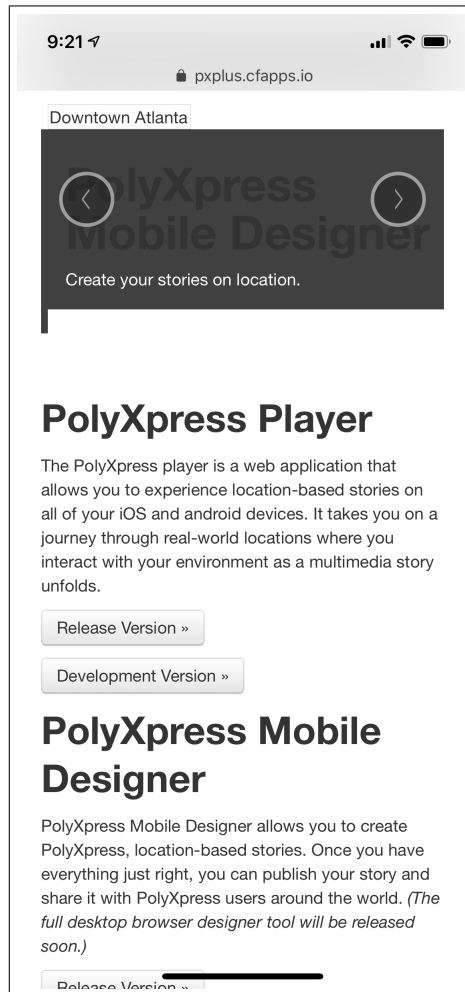 9:21
pxplus.cfapps.io
Downtown Atlanta
PolyXpress
Mobile Designer
Create your stories on location.
PolyXpress Player
The PolyXpress player is a web application that
allows you to experience location-based stories on
all of your iOS and android devices. It takes you on a
journey through real-world locations where you
interact with your environment as a multimedia story
unfolds.
Release Version »
Development Version »
PolyXpress Mobile
Designer
PolyXpress Mobile Designer allows you to create
PolyXpress, location-based stories. Once you have
everything just right, you can publish your story and
share it with PolyXpress users around the world. (The
full desktop browser designer tool will be released
soon.)
Release Version »